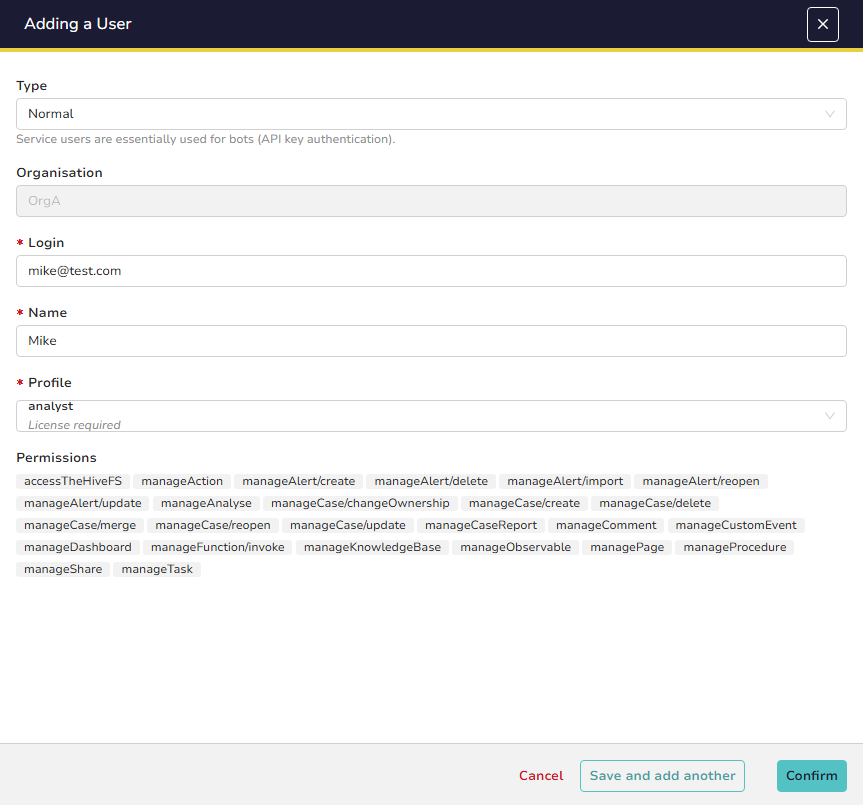 Adding a User
Type
Normal
Service users are essentially used for bots (API key authentication).
Organisation
OrgA
* Login
mike@test.com
* Name
Mike
* Profile
analyst
License required
Permissions
accessTheHiveFS manageAction manageAlert/create manageAlert/delete manageAlert/import manageAlert/reopen
manageAlert/update manageAnalyse manageCase/changeOwnership manageCase/create manageCase/delete
manageCase/merge manageCase/reopen manageCase/update manageCaseReport manageComment manageCustomEvent
manageDashboard manageFunction/invoke manageKnowledgeBase manageObservable managePage manageProcedure
manageShare manageTask
Cancel Save and add another Confirm